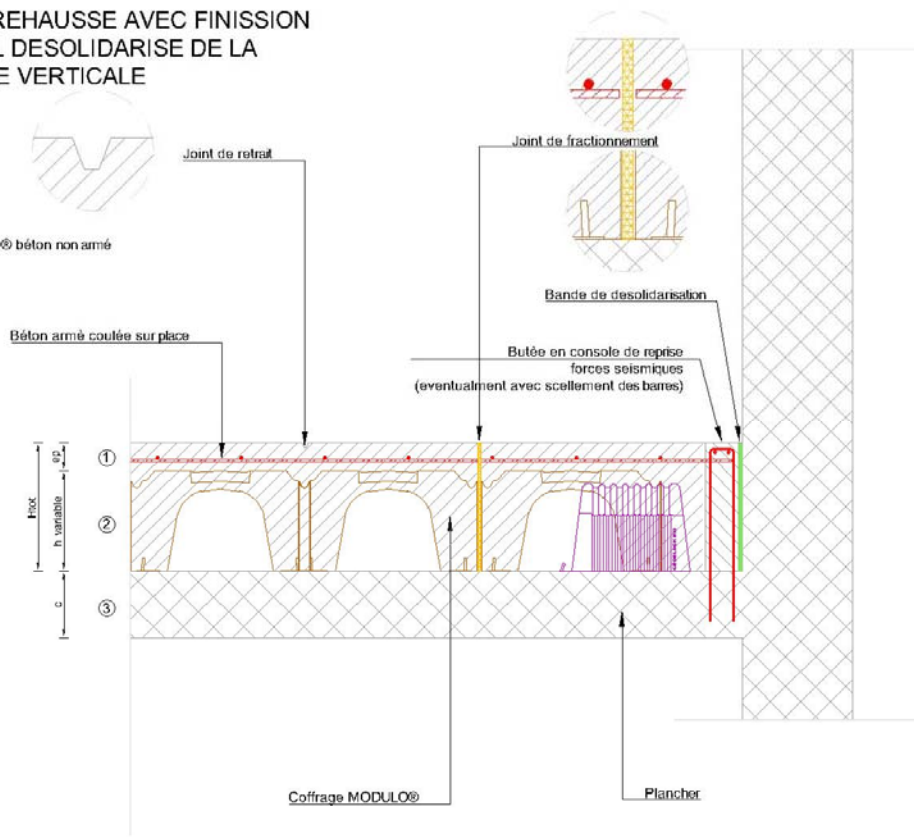 REHAUSSE AVEC FINISSION
L DESOLIDARISE DE LA
E VERTICALE
Joint de retrait
Joint de fractionnement
® béton non armé
Bande de desolidarisation
Béton armé coulée sur place
Butée en console de reprise
forces seismiques
(eventualment avec scellement des barres)
ep
①
Htot
h variable
②
c
③
Coffrage MODULO®
Plancher